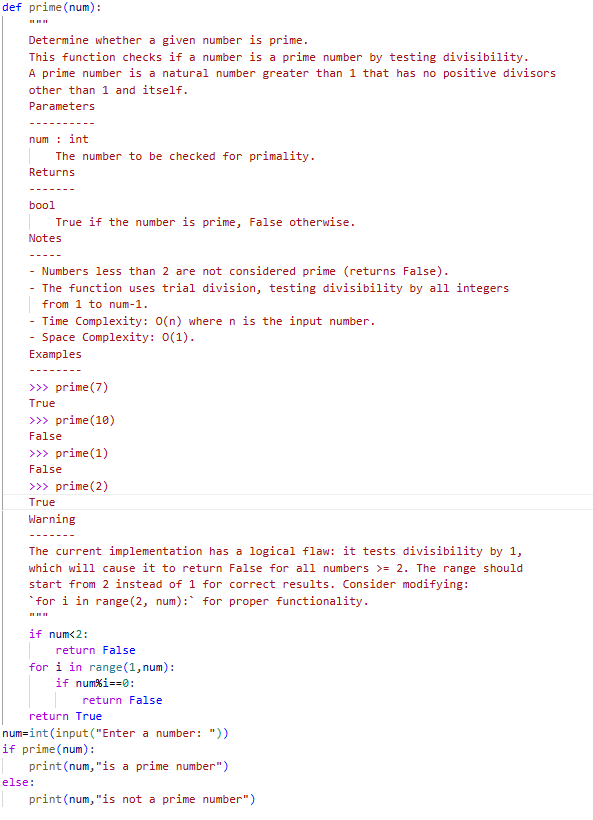 def prime(num):
    """
    Determine whether a given number is prime.
    This function checks if a number is a prime number by testing divisibility.
    A prime number is a natural number greater than 1 that has no positive divisors
    other than 1 and itself.
    Parameters
    ----------
    num : int
        The number to be checked for primality.
    Returns
    -------
    bool
        True if the number is prime, False otherwise.
    Notes
    -----
    - Numbers less than 2 are not considered prime (returns False).
    - The function uses trial division, testing divisibility by all integers
      from 1 to num-1.
    - Time Complexity: O(n) where n is the input number.
    - Space Complexity: O(1).
    Examples
    --------
    >>> prime(7)
    True
    >>> prime(10)
    False
    >>> prime(1)
    False
    >>> prime(2)
    True
    Warning
    -------
    The current implementation has a logical flaw: it tests divisibility by 1,
    which will cause it to return False for all numbers >= 2. The range should
    start from 2 instead of 1 for correct results. Consider modifying:
    `for i in range(2, num):` for proper functionality.
    """
    if num<2:
        return False
    for i in range(1,num):
        if num%i==0:
            return False
    return True
num=int(input("Enter a number: "))
if prime(num):
    print(num,"is a prime number")
else:
    print(num,"is not a prime number")